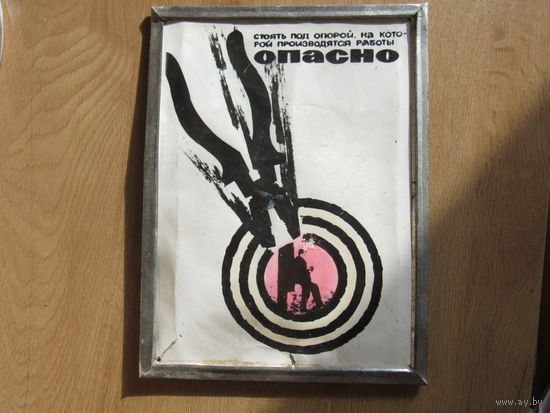 стоять под опорой, на кото-
рой производятся работы
опасно
www.ay.by